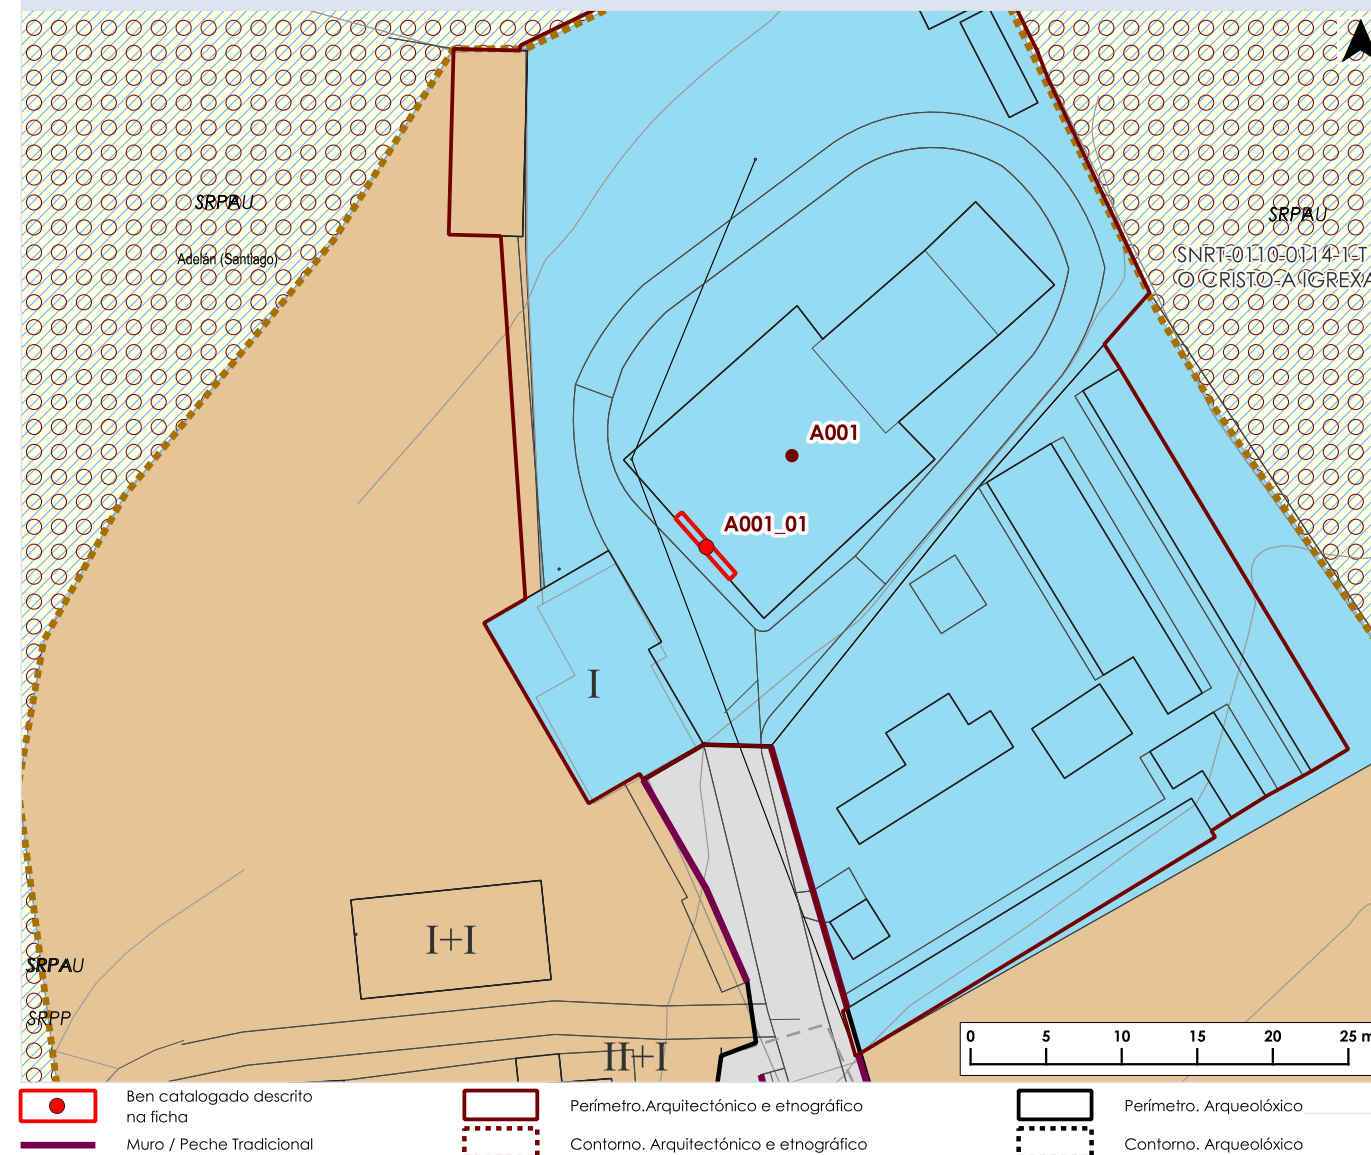 SRPAU
Adelán (Santiago)
SRPAU
SNRT-0110-0114-1-T
O CRISTO-A IGREXA
A001
A001_01
I
I+I
SRPAU
SRPP
II+I
0 5 10 15 20 25 m
Ben catalogado descrito
na ficha
Muro / Peche Tradicional
Perímetro.Arquitectónico e etnográfico
Contorno. Arquitectónico e etnográfico
Perímetro. Arqueolóxico
Contorno. Arqueolóxico